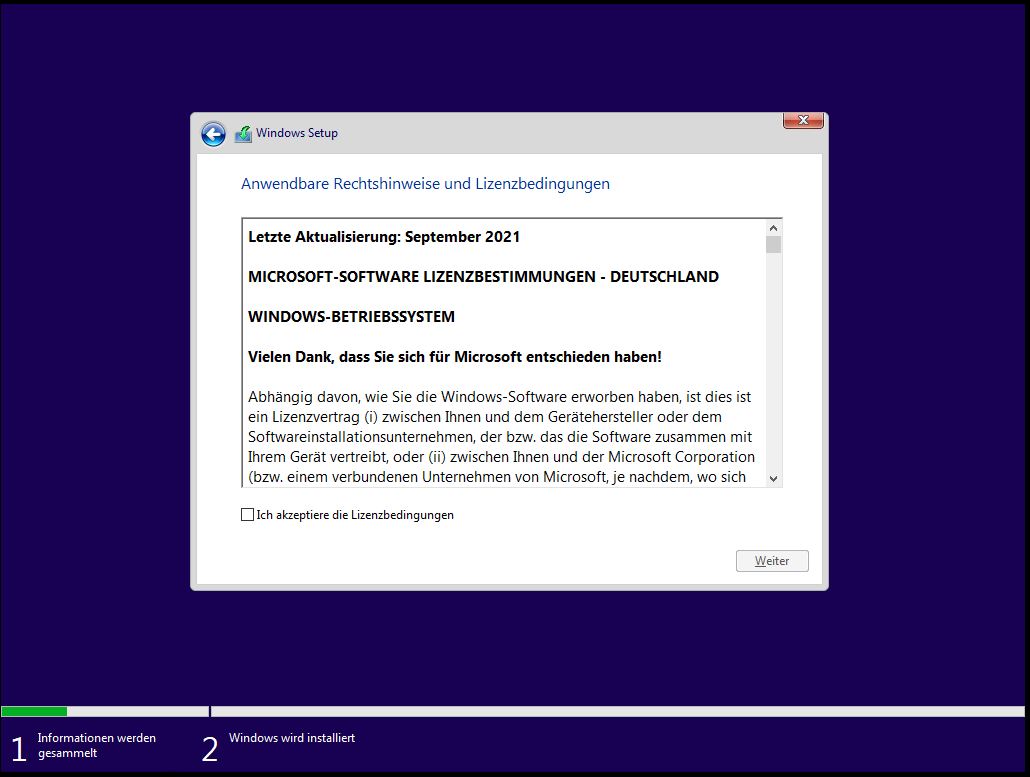 Windows Setup
Anwendbare Rechtshinweise und Lizenzbedingungen
Letzte Aktualisierung: September 2021
MICROSOFT-SOFTWARE LIZENZBESTIMMUNGEN - DEUTSCHLAND
WINDOWS-BETRIEBSSYSTEM
Vielen Dank, dass Sie sich für Microsoft entschieden haben!
Abhängig davon, wie Sie die Windows-Software erworben haben, ist dies ist
ein Lizenzvertrag (i) zwischen Ihnen und dem Gerätehersteller oder dem
Softwareinstallationsunternehmen, der bzw. das die Software zusammen mit
Ihrem Gerät vertreibt, oder (ii) zwischen Ihnen und der Microsoft Corporation
(bzw. einem verbundenen Unternehmen von Microsoft, je nachdem, wo sich
Ich akzeptiere die Lizenzbedingungen
Weiter
1 Informationen werden
gesammelt
2 Windows wird installiert